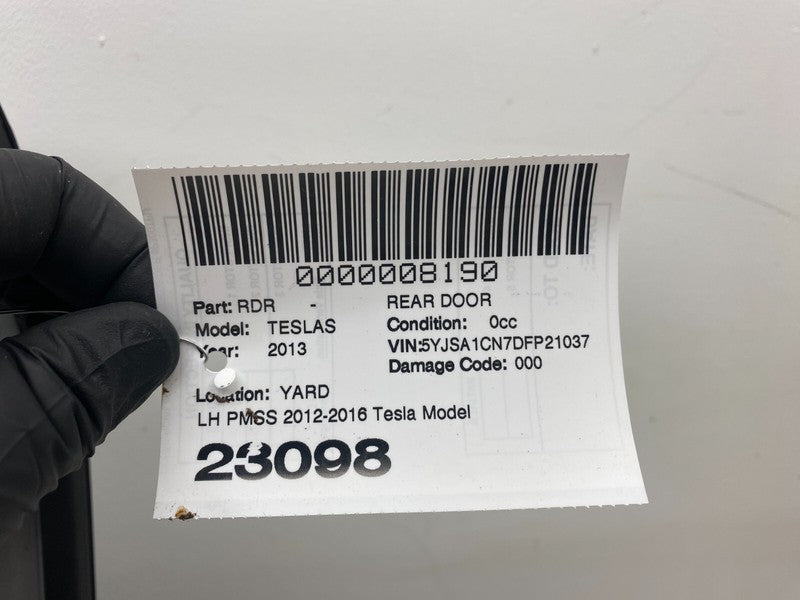 0000008190
Part: RDR - REAR DOOR
Model: TESLAS Condition: 0cc
Year: 2013 VIN:5YJSA1CN7DFP21037
Damage Code: 000
Location: YARD
LH PMSS 2012-2016 Tesla Model
23098